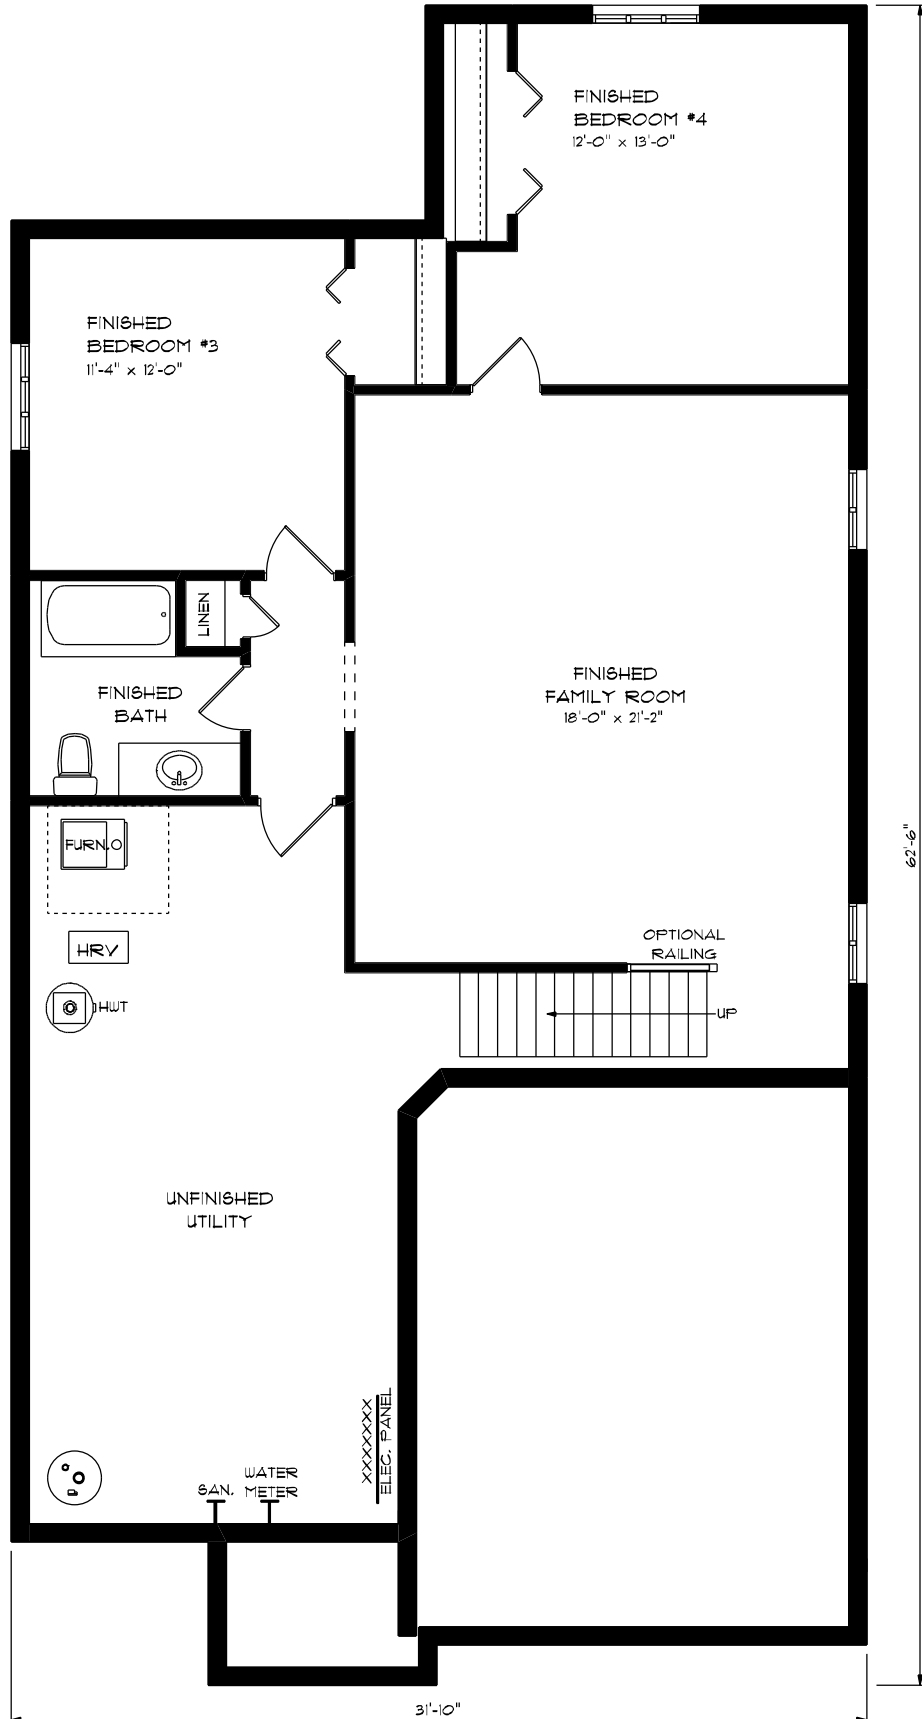 FINISHED
BEDROOM #4
12'-0" x 13'-0"
FINISHED
BEDROOM #3
11'-4" x 12'-0"
LINEN
FINISHED
BATH
FINISHED
FAMILY ROOM
18'-0" x 21'-2"
FURN.O
62'-6"
OPTIONAL
RAILING
HRV
HWT
UP
UNFINISHED
UTILITY
XXXXXXX
ELEC. PANEL
WATER
METER
SAN.
31'-10"